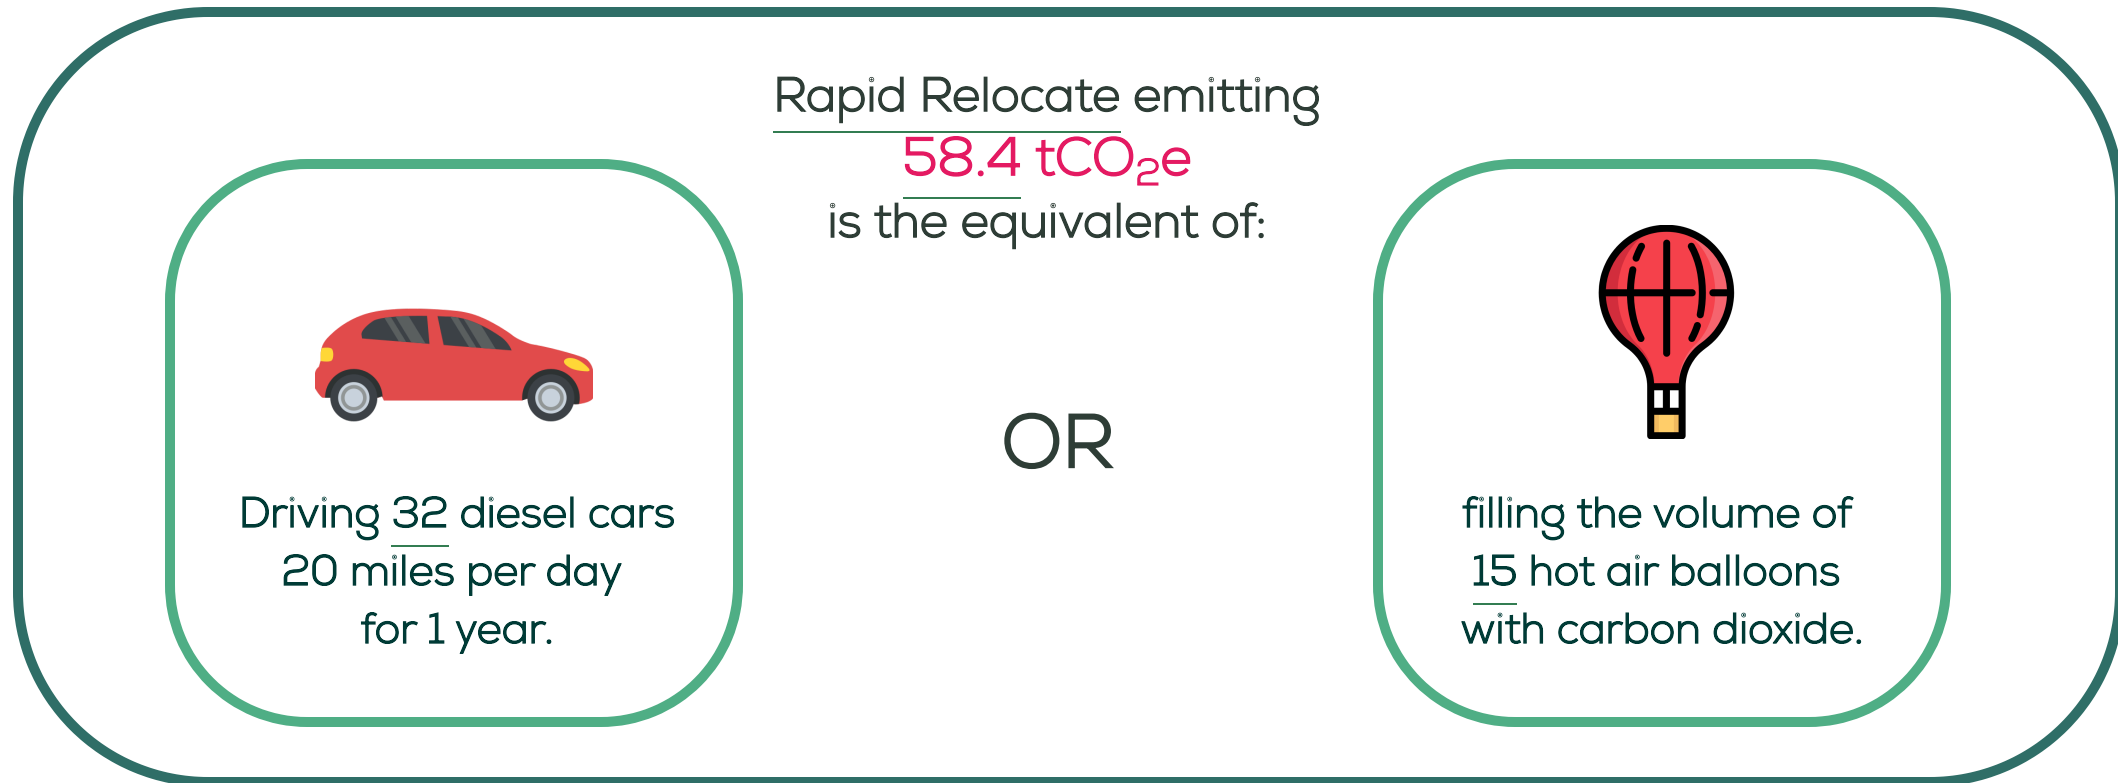 Rapid Relocate emitting
58.4 tCO₂e
is the equivalent of:
Driving 32 diesel cars
20 miles per day
for 1 year.
OR
filling the volume of
15 hot air balloons
with carbon dioxide.